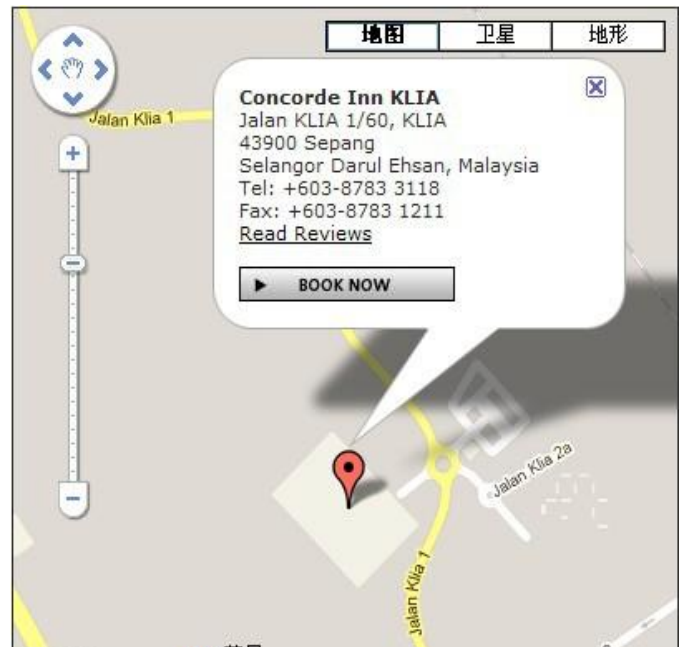 地图
卫星
地形
Jalan Klia 1
Concorde Inn KLIA
Jalan KLIA 1/60, KLIA
43900 Sepang
Selangor Darul Ehsan, Malaysia
Tel: +603-8783 3118
Fax: +603-8783 1211
Read Reviews
BOOK NOW
Jalan Klia 2a
Jalan Klia 1